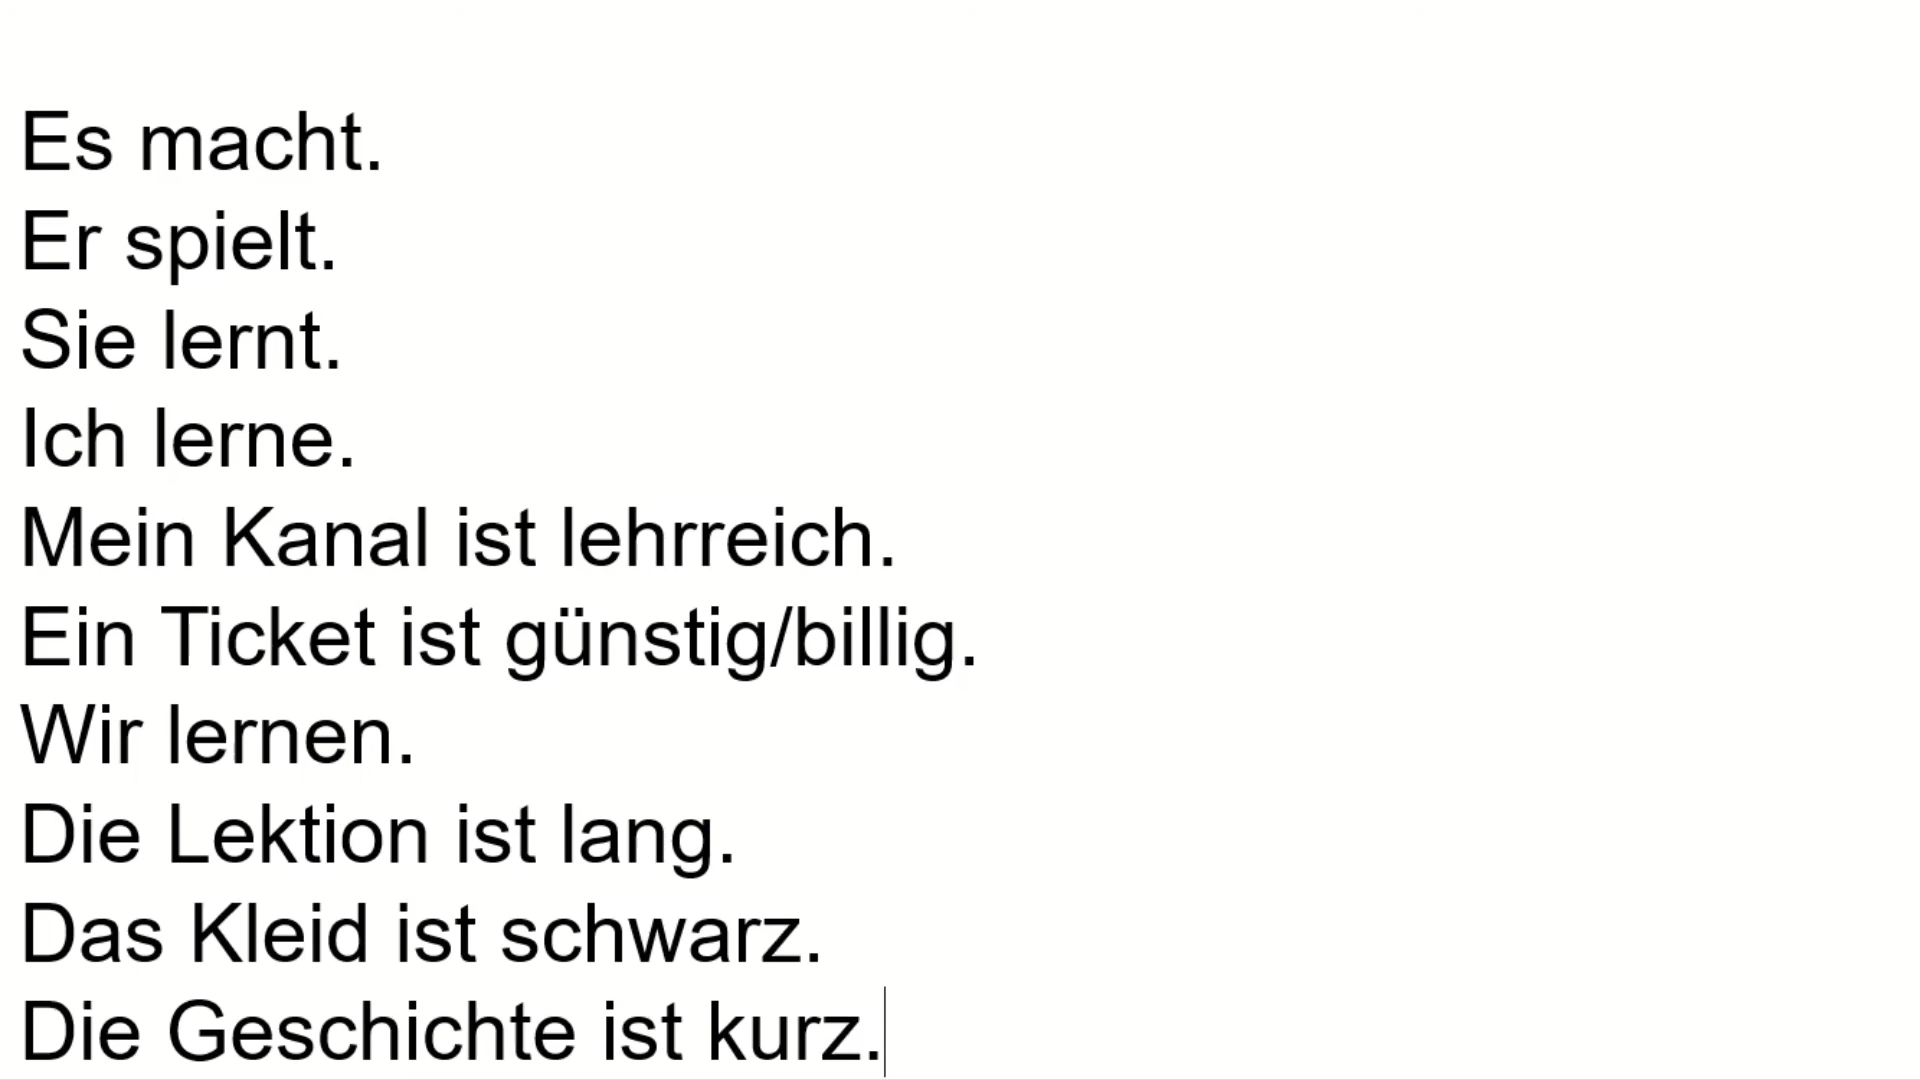 Es macht.
Er spielt.
Sie lernt.
Ich lerne.
Mein Kanal ist lehrreich.
Ein Ticket ist günstig/billig.
Wir lernen.
Die Lektion ist lang.
Das Kleid ist schwarz.
Die Geschichte ist kurz.